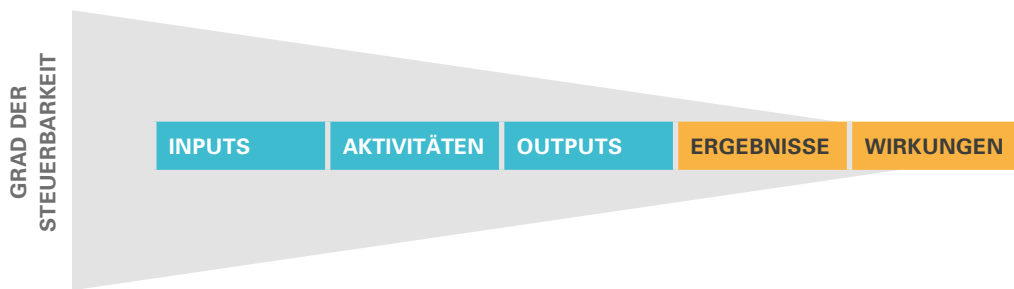 GRAD DER
STEUERBARKEIT
INPUTS
AKTIVITÄTEN
OUTPUTS
ERGEBNISSE
WIRKUNGEN